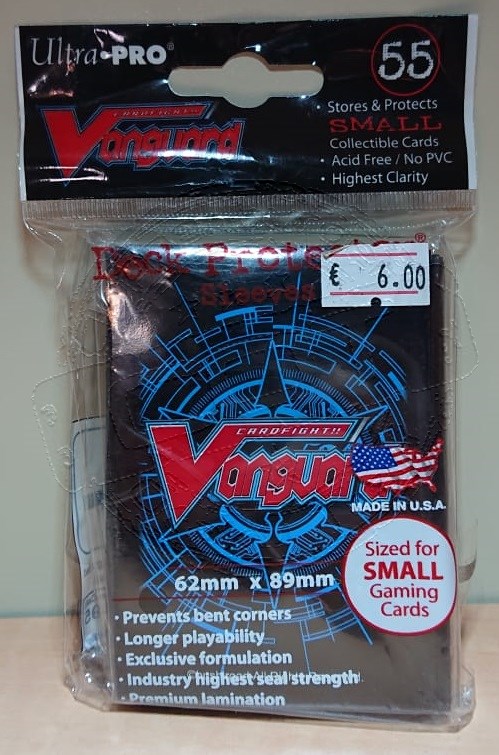 Ultra•PRO®
55
CARDFIGHT!!
Vanguard
• Stores & Protects
SMALL
Collectible Cards
• Acid Free / No PVC
• Highest Clarity
Deck Protector®
Sleeves
€ 6.00
CARDFIGHT!!
Vanguard
MADE IN U.S.A.
62mm x 89mm
Sized for
SMALL
Gaming
Cards
• Prevents bent corners
• Longer playability
• Exclusive formulation
• Industry highest seal strength
• Premium lamination